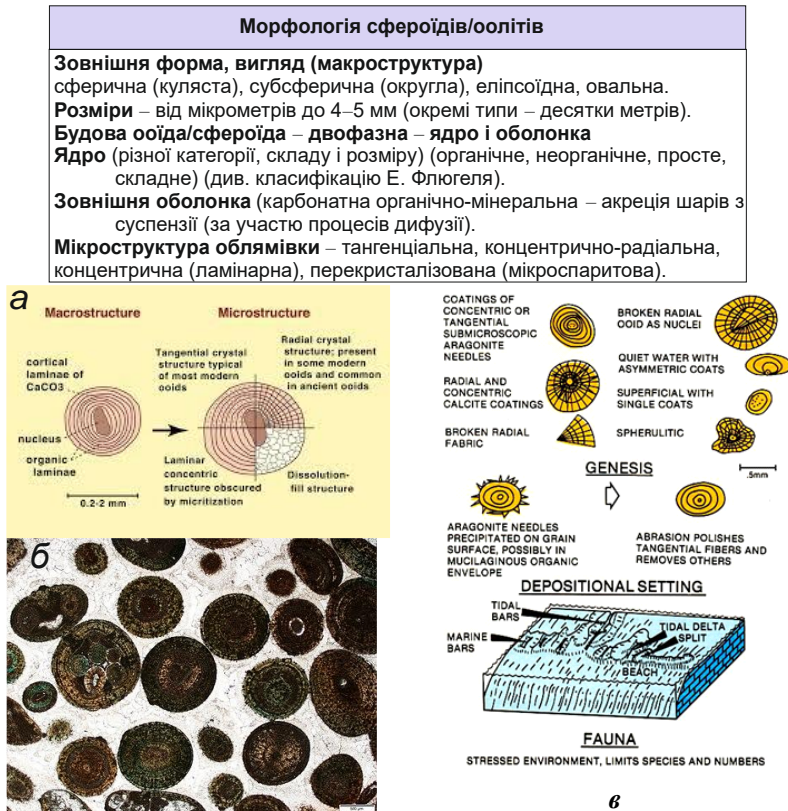 Морфологія сфероїдів/оолітів
Зовнішня форма, вигляд (макроструктура)
сферична (куляста), субсферична (округла), еліпсоїдна, овальна.
Розміри – від мікрометрів до 4–5 мм (окремі типи – десятки метрів).
Будова ооїда/сфероїда – двофазна – ядро і оболонка
Ядро (різної категорії, складу і розміру) (органічне, неорганічне, просте,
складне) (див. класифікацію Е. Флюгеля).
Зовнішня оболонка (карбонатна органічно-мінеральна – акреція шарів з
суспензії (за участю процесів дифузії).
Мікроструктура облямівки – тангенціальна, концентрично-радіальна,
концентрична (ламінарна), перекристалізована (мікроспаритова).
а
Macrostructure
Microstructure
cortical
laminae of
CaCO3
nucleus
organic
laminae
0.2-2 mm
Tangential crystal
structure typical
of most modern
ooids
Radial crystal
structure; present
in some modern
ooids and common
in ancient ooids
Laminar
concentric
structure obscured
by micritization
Dissolution-
fill structure
б
COATINGS OF
CONCENTRIC OR
TANGENTIAL
SUBMICROSCOPIC
ARAGONITE
NEEDLES
RADIAL AND
CONCENTRIC
CALCITE COATINGS
BROKEN RADIAL
FABRIC
BROKEN RADIAL
OOID AS NUCLEI
QUIET WATER WITH
ASYMMETRIC COATS
SUPERFICIAL WITH
SINGLE COATS
SPHERULITIC
.5mm
GENESIS
ARAGONITE NEEDLES
PRECIPITATED ON GRAIN
SURFACE, POSSIBLY IN
MUCILAGINOUS ORGANIC
ENVELOPE
ABRASION POLISHES
TANGENTIAL FIBERS AND
REMOVES OTHERS
DEPOSITIONAL SETTING
TIDAL
BARS
MARINE
BARS
TIDAL DELTA
SPLIT
BEACH
FAUNA
STRESSED ENVIRONMENT, LIMITS SPECIES AND NUMBERS
в